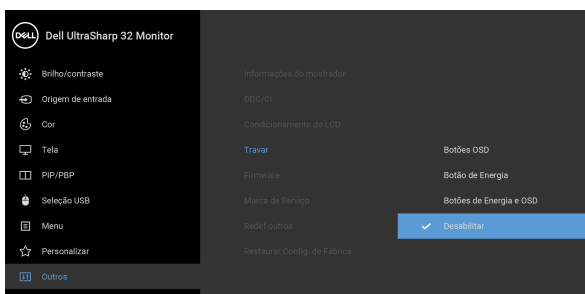 DELL Dell UltraSharp 32 Monitor
Brilho/contraste
Origem de entrada
Cor
Tela
PIP/PBP
Seleção USB
Menu
Personalizar
Outros
Informações do mostrador
DDC/CI
Condicionamento do LCD
Travar
Firmware
Marca de Serviço
Redef outros
Restaurar Config. de Fábrica
Botões OSD
Botão de Energia
Botões de Energia e OSD
Desabilitar